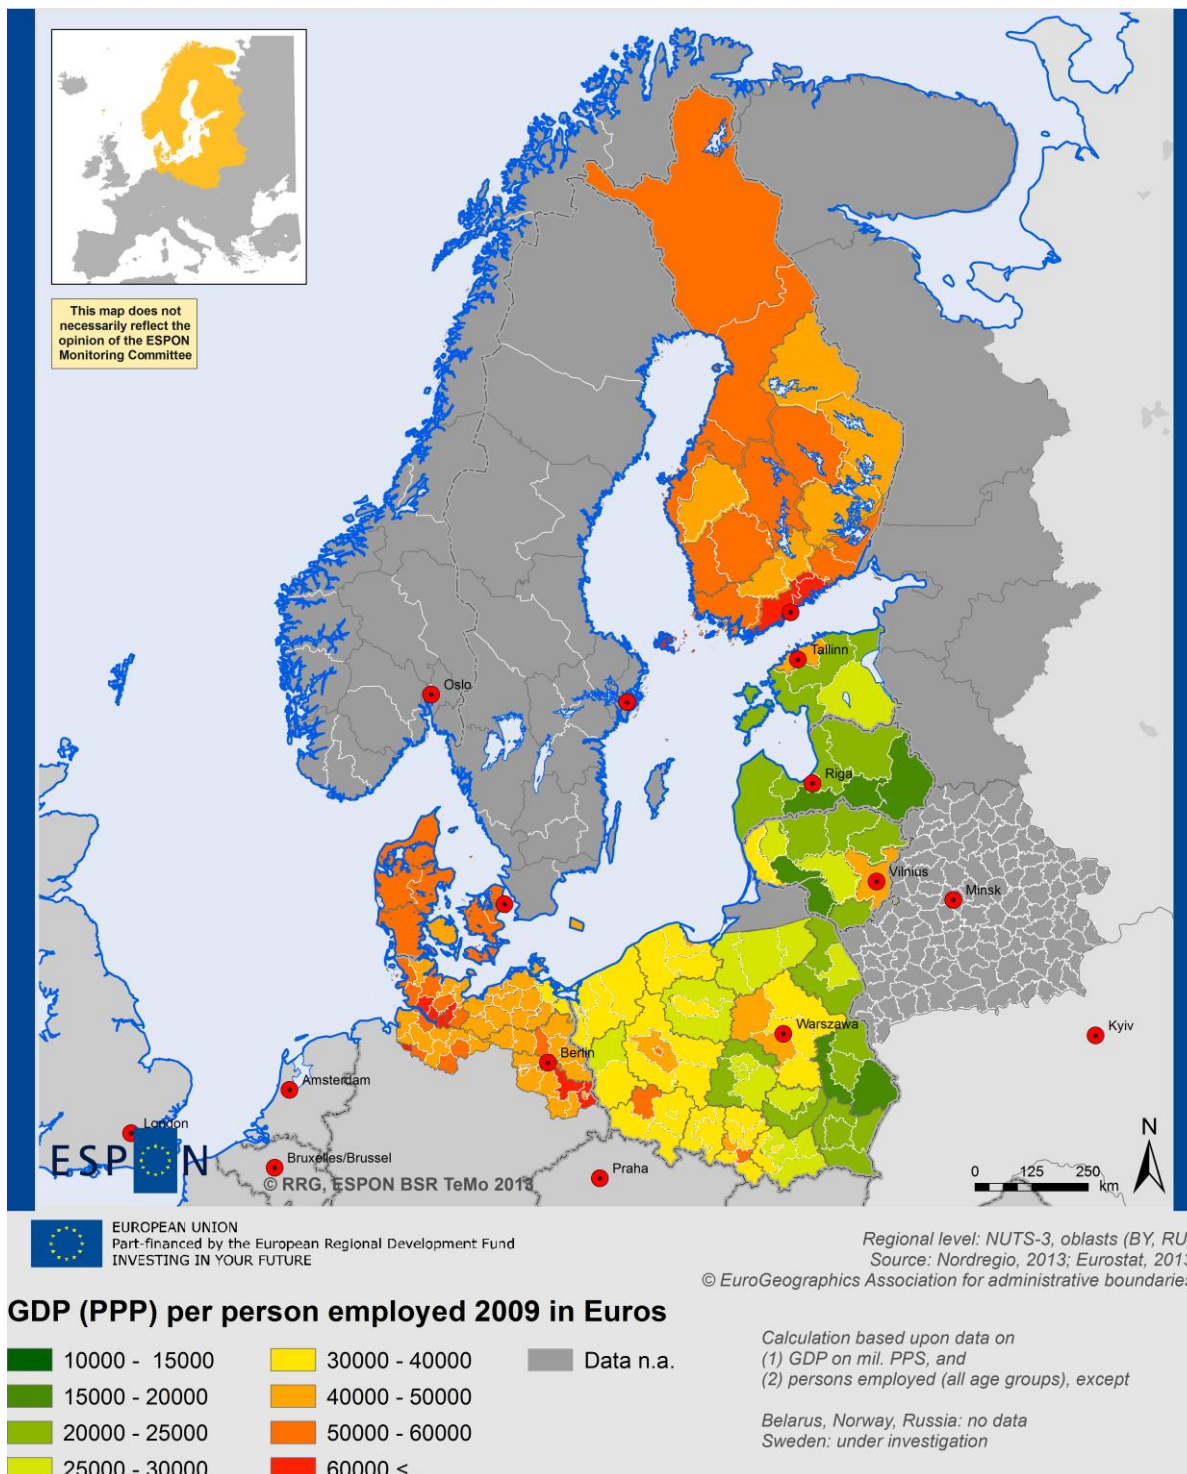 This map does not
necessarily reflect the
opinion of the ESPON
Monitoring Committee
Oslo
Tallinn
Riga
Vilnius
Minsk
Warszawa
Kyiv
Berlin
Amsterdam
London
Bruxelles/Brussel
Praha
ESPON
© RRG, ESPON BSR TeMo 2013
N
0 125 250
km
EUROPEAN UNION
Part-financed by the European Regional Development Fund
INVESTING IN YOUR FUTURE
Regional level: NUTS-3, oblasts (BY, RU)
Source: Nordregio, 2013; Eurostat, 2013
© EuroGeographics Association for administrative boundaries
GDP (PPP) per person employed 2009 in Euros
10000 - 15000
15000 - 20000
20000 - 25000
25000 - 30000
30000 - 40000
40000 - 50000
50000 - 60000
60000 <
Data n.a.
Calculation based upon data on
(1) GDP on mil. PPS, and
(2) persons employed (all age groups), except
Belarus, Norway, Russia: no data
Sweden: under investigation